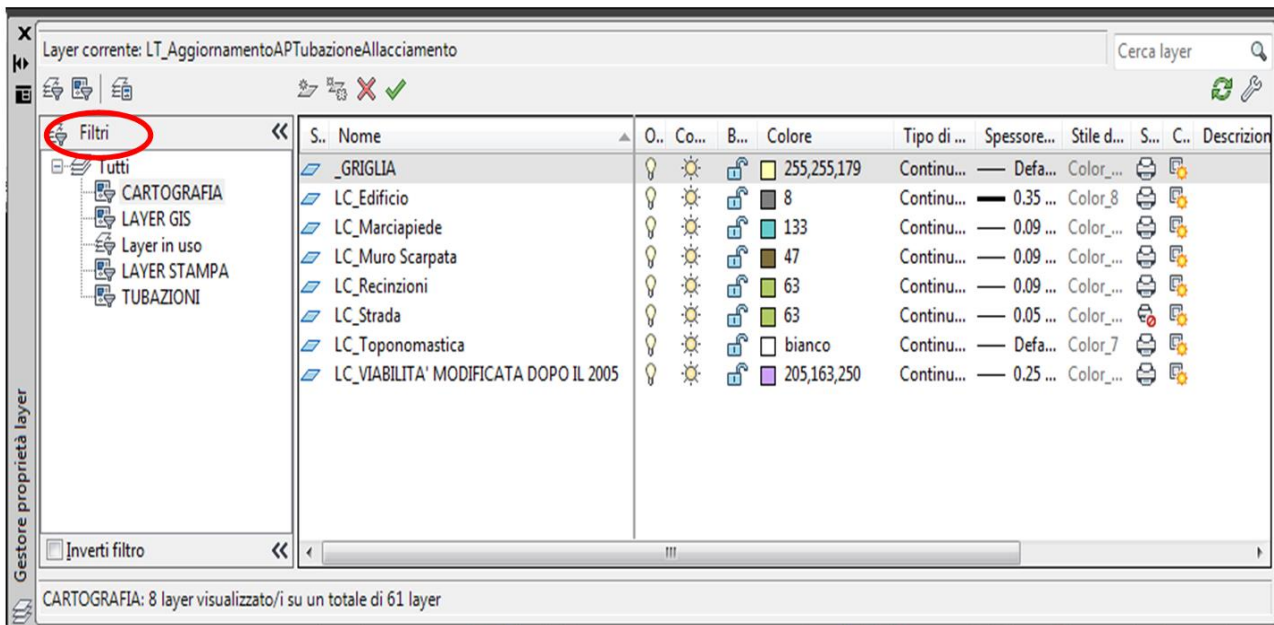 Layer corrente: LT_AggiornamentoAPTubazioneAllacciamento
Cerca layer
Filtri
Tutti
CARTOGRAFIA
LAYER GIS
Layer in uso
LAYER STAMPA
TUBAZIONI
Inverti filtro
S.. Nome O.. Co... B... Colore Tipo di ... Spessore... Stile d... S... C.. Descrizion
_GRIGLIA 255,255,179 Continu... Defa... Color_...
LC_Edificio 8 Continu... 0.35 ... Color_8
LC_Marciapiede 133 Continu... 0.09 ... Color_...
LC_Muro Scarpata 47 Continu... 0.09 ... Color_...
LC_Recinzioni 63 Continu... 0.09 ... Color_...
LC_Strada 63 Continu... 0.05 ... Color_...
LC_Toponomastica bianco Continu... Defa... Color_7
LC_VIABILITA' MODIFICATA DOPO IL 2005 205,163,250 Continu... 0.25 ... Color_...
Gestore proprietà layer
CARTOGRAFIA: 8 layer visualizzato/i su un totale di 61 layer